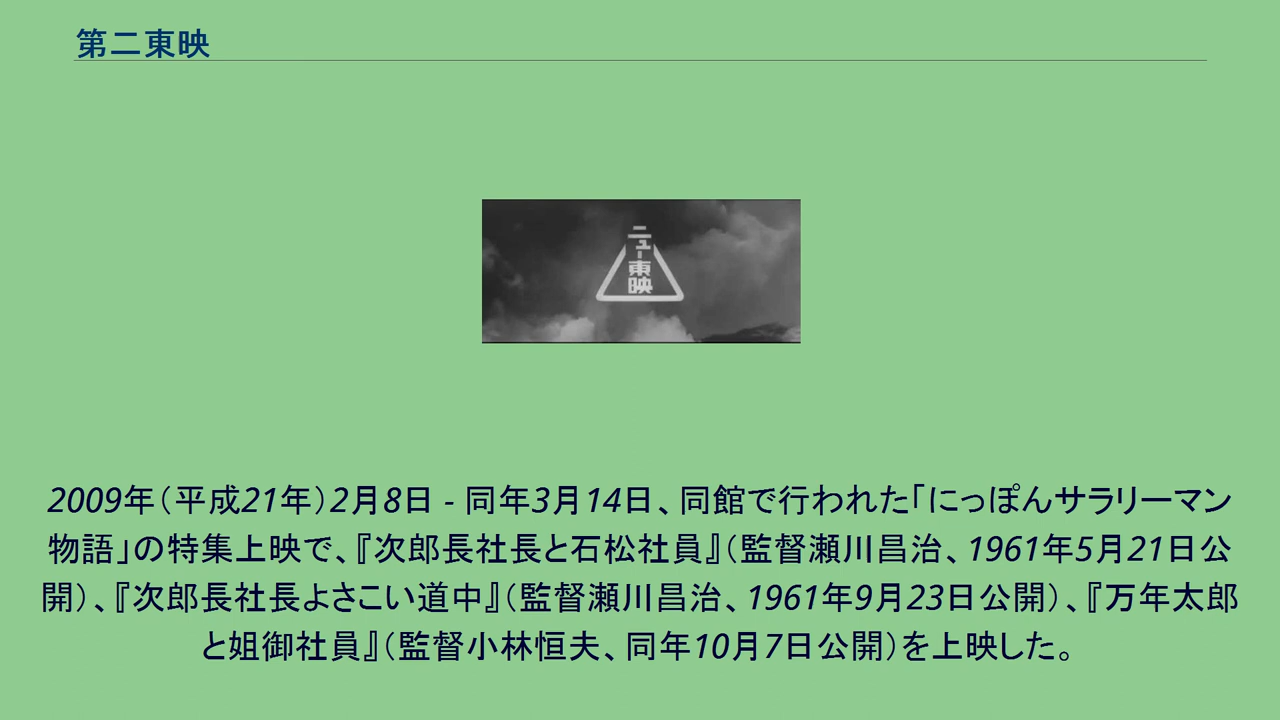 第二東映
ニュー東映
2009年（平成21年）2月8日 - 同年3月14日、同館で行われた「にっぽんサラリーマン
物語」の特集上映で、『次郎長社長と石松社員』（監督瀬川昌治、1961年5月21日公
開）、『次郎長社長よさこい道中』（監督瀬川昌治、1961年9月23日公開）、『万年太郎
と姐御社員』（監督小林恒夫、同年10月7日公開）を上映した。